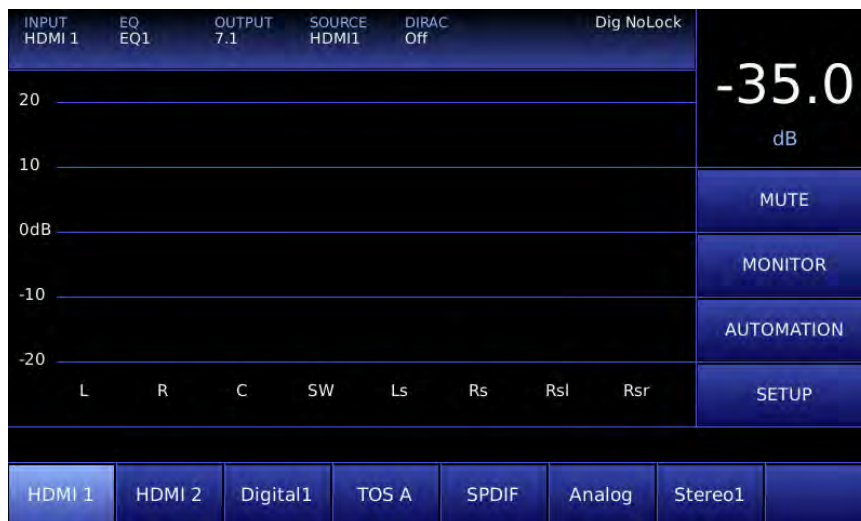 INPUT EQ OUTPUT SOURCE DIRAC Dig NoLock
HDMI 1 EQ1 7.1 HDMI1 Off
-35.0
dB
20
10
0dB
-10
-20
L R C SW Ls Rs Rsl Rsr
MUTE
MONITOR
AUTOMATION
SETUP
HDMI 1 HDMI 2 Digital1 TOS A SPDIF Analog Stereo1